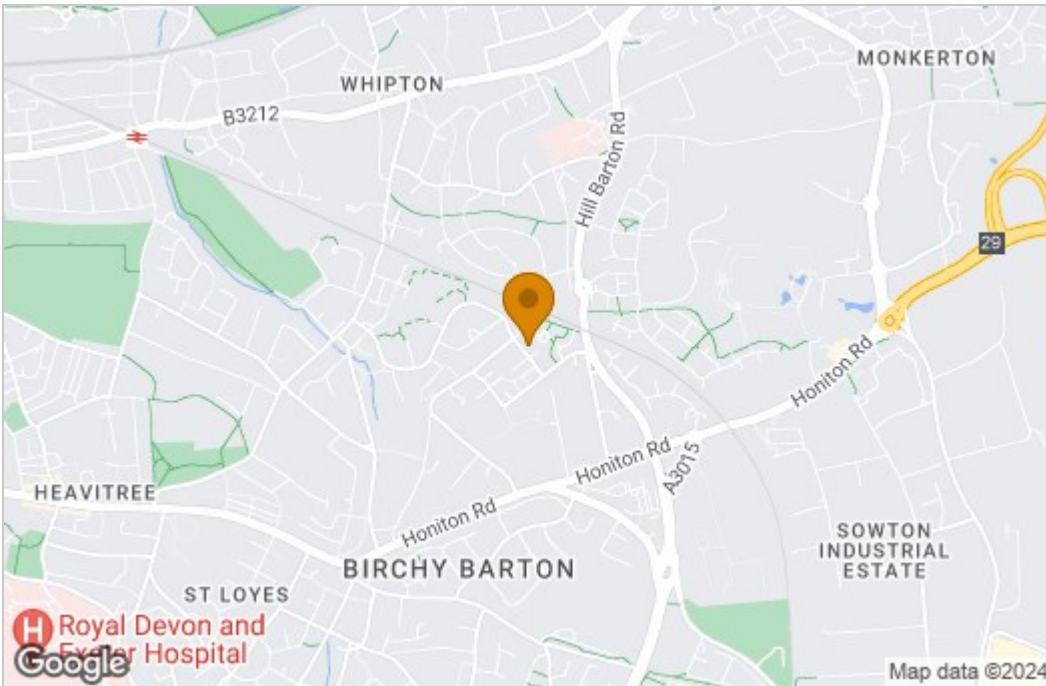 MONKERTON
WHIPTON
B3212
Hill Barton Rd
29
Honiton Rd
Honiton Rd
A3015
HEAVITREE
Honiton Rd
SOWTON
INDUSTRIAL
ESTATE
BIRCHY BARTON
ST LOYES
H
Royal Devon and
Exeter Hospital
Google
Map data ©2024